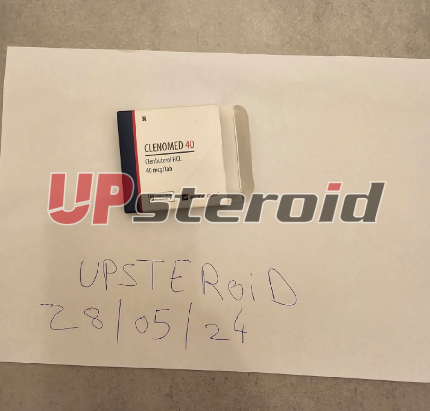 ℞
CLENOMED 40
Clenbuterol HCL
40 mcg/tab
UPsteroid
UPSTEROiD
28/05/24